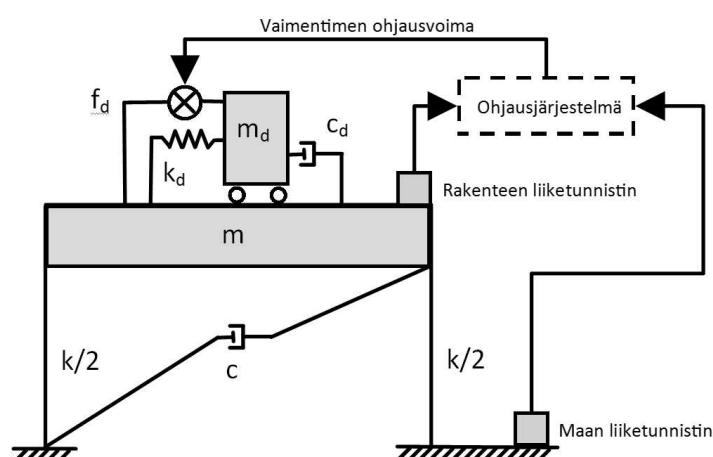 Vaimentimen ohjausvoima
f_d
m_d
c_d
Ohjausjärjestelmä
k_d
Rakenteen liiketunnistin
m
k/2
c
k/2
Maan liiketunnistin